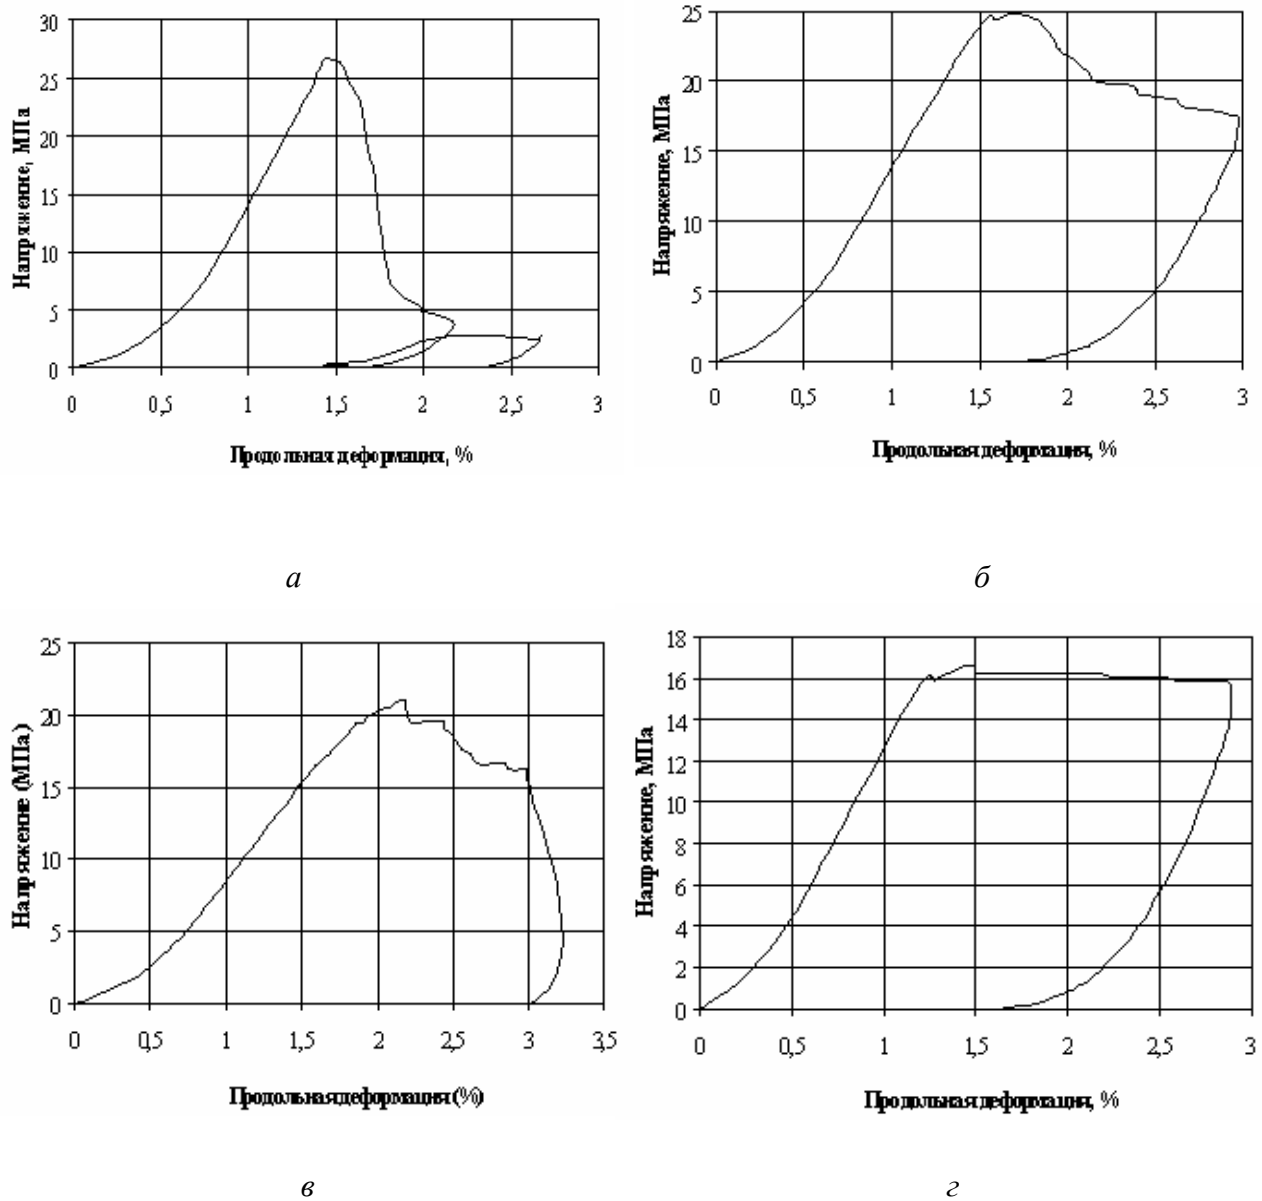 30
25
20
15
10
5
0
0 0,5 1 1,5 2 2,5 3
Напряжение, МПа
Продольная деформация, %
а
25
20
15
10
5
0
0 0,5 1 1,5 2 2,5 3
Напряжение, МПа
Продольная деформация, %
б
25
20
15
10
5
0
0 0,5 1 1,5 2 2,5 3 3,5
Напряжение (МПа)
Продольная деформация (%)
в
18
16
14
12
10
8
6
4
2
0
0 0,5 1 1,5 2 2,5 3
Напряжение, МПа
Продольная деформация, %
г